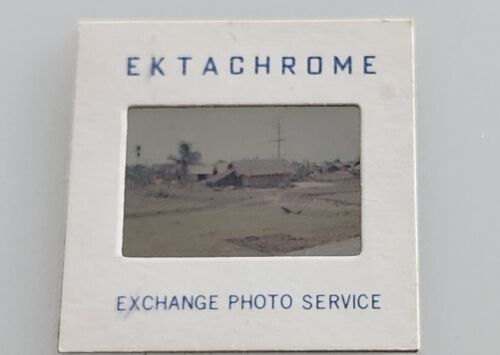 EKTACHROME
EXCHANGE PHOTO SERVICE